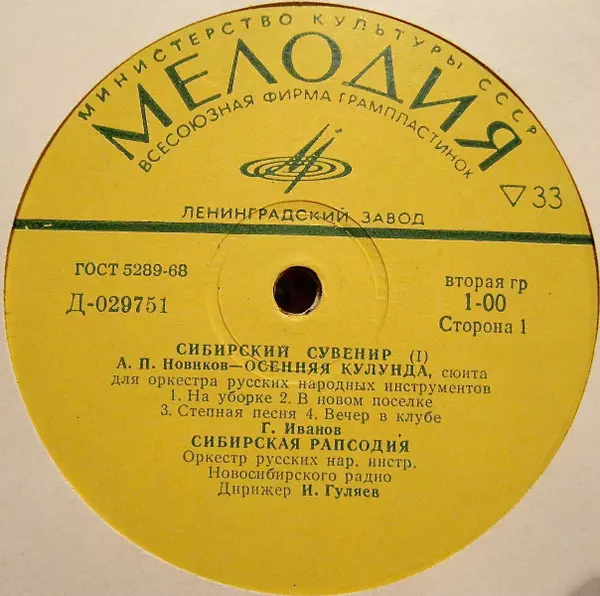 МИНИСТЕРСТВО КУЛЬТУРЫ СССР
МЕЛОДИЯ
ВСЕСОЮЗНАЯ ФИРМА ГРАМПЛАСТИНОК
▽33
ЛЕНИНГРАДСКИЙ ЗАВОД
ГОСТ 5289-68
Д-029751
вторая гр
1-00
Сторона 1
СИБИРСКИЙ СУВЕНИР (I)
А. П. Новиков—ОСЕННЯЯ КУЛУНДА, сюита
для оркестра русских народных инструментов
1. На уборке 2. В новом поселке
3. Степная песня 4. Вечер в клубе
Г. Иванов
СИБИРСКАЯ РАПСОДИЯ
Оркестр русских нар. инстр.
Новосибирского радио
Дирижер И. Гуляев